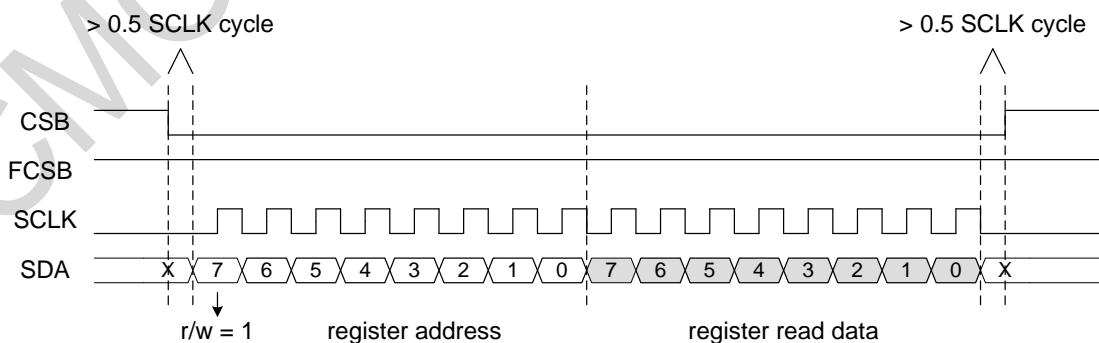 > 0.5 SCLK cycle > 0.5 SCLK cycle
CSB
FCSB
SCLK
SDA X 7 6 5 4 3 2 1 0 7 6 5 4 3 2 1 0 X
r/w = 1 register address register read data
CMO